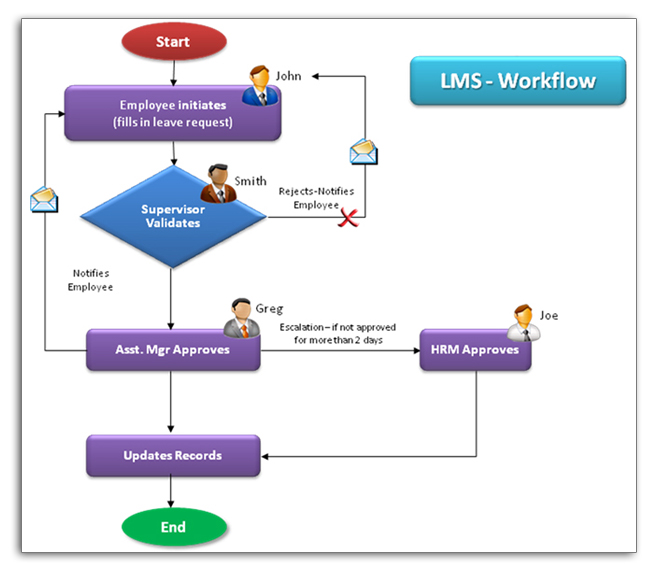 Start
LMS - Workflow
John
Employee initiates
(fills in leave request)
Smith
Supervisor
Validates
Rejects-Notifies
Employee
Notifies
Employee
Greg
Asst. Mgr Approves
Escalation – if not approved
for more than 2 days
Joe
HRM Approves
Updates Records
End